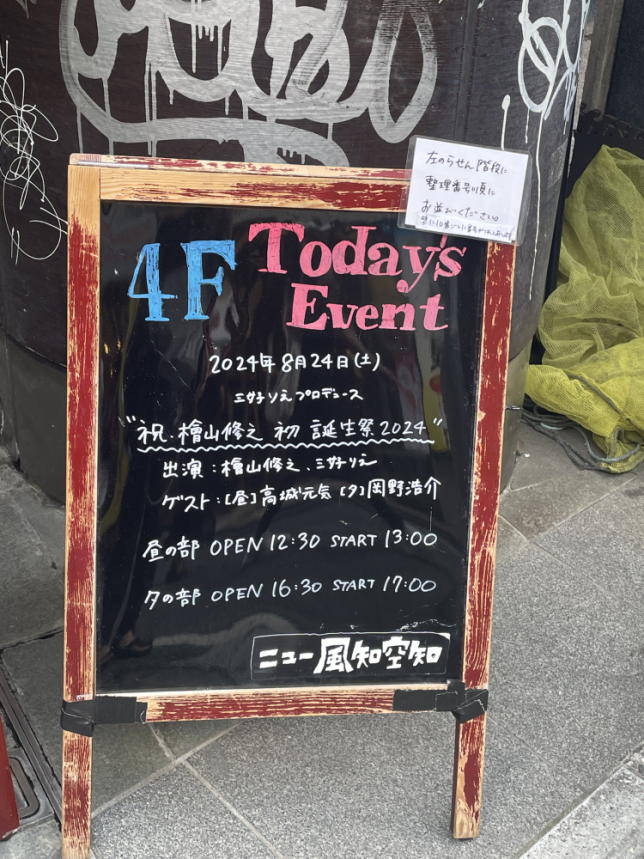 左のらせん階段に
整理番号順に
お並びください
4F Today's
Event
2024年8月24日(土)
三好りえプロデュース
"祝・檜山修之 初 誕生祭2024"
出演:檜山修之、三好りえ
ゲスト:[昼]高城元気 [夕]岡野浩介
昼の部 OPEN 12:30 START 13:00
夕の部 OPEN 16:30 START 17:00
ニュー風知空知